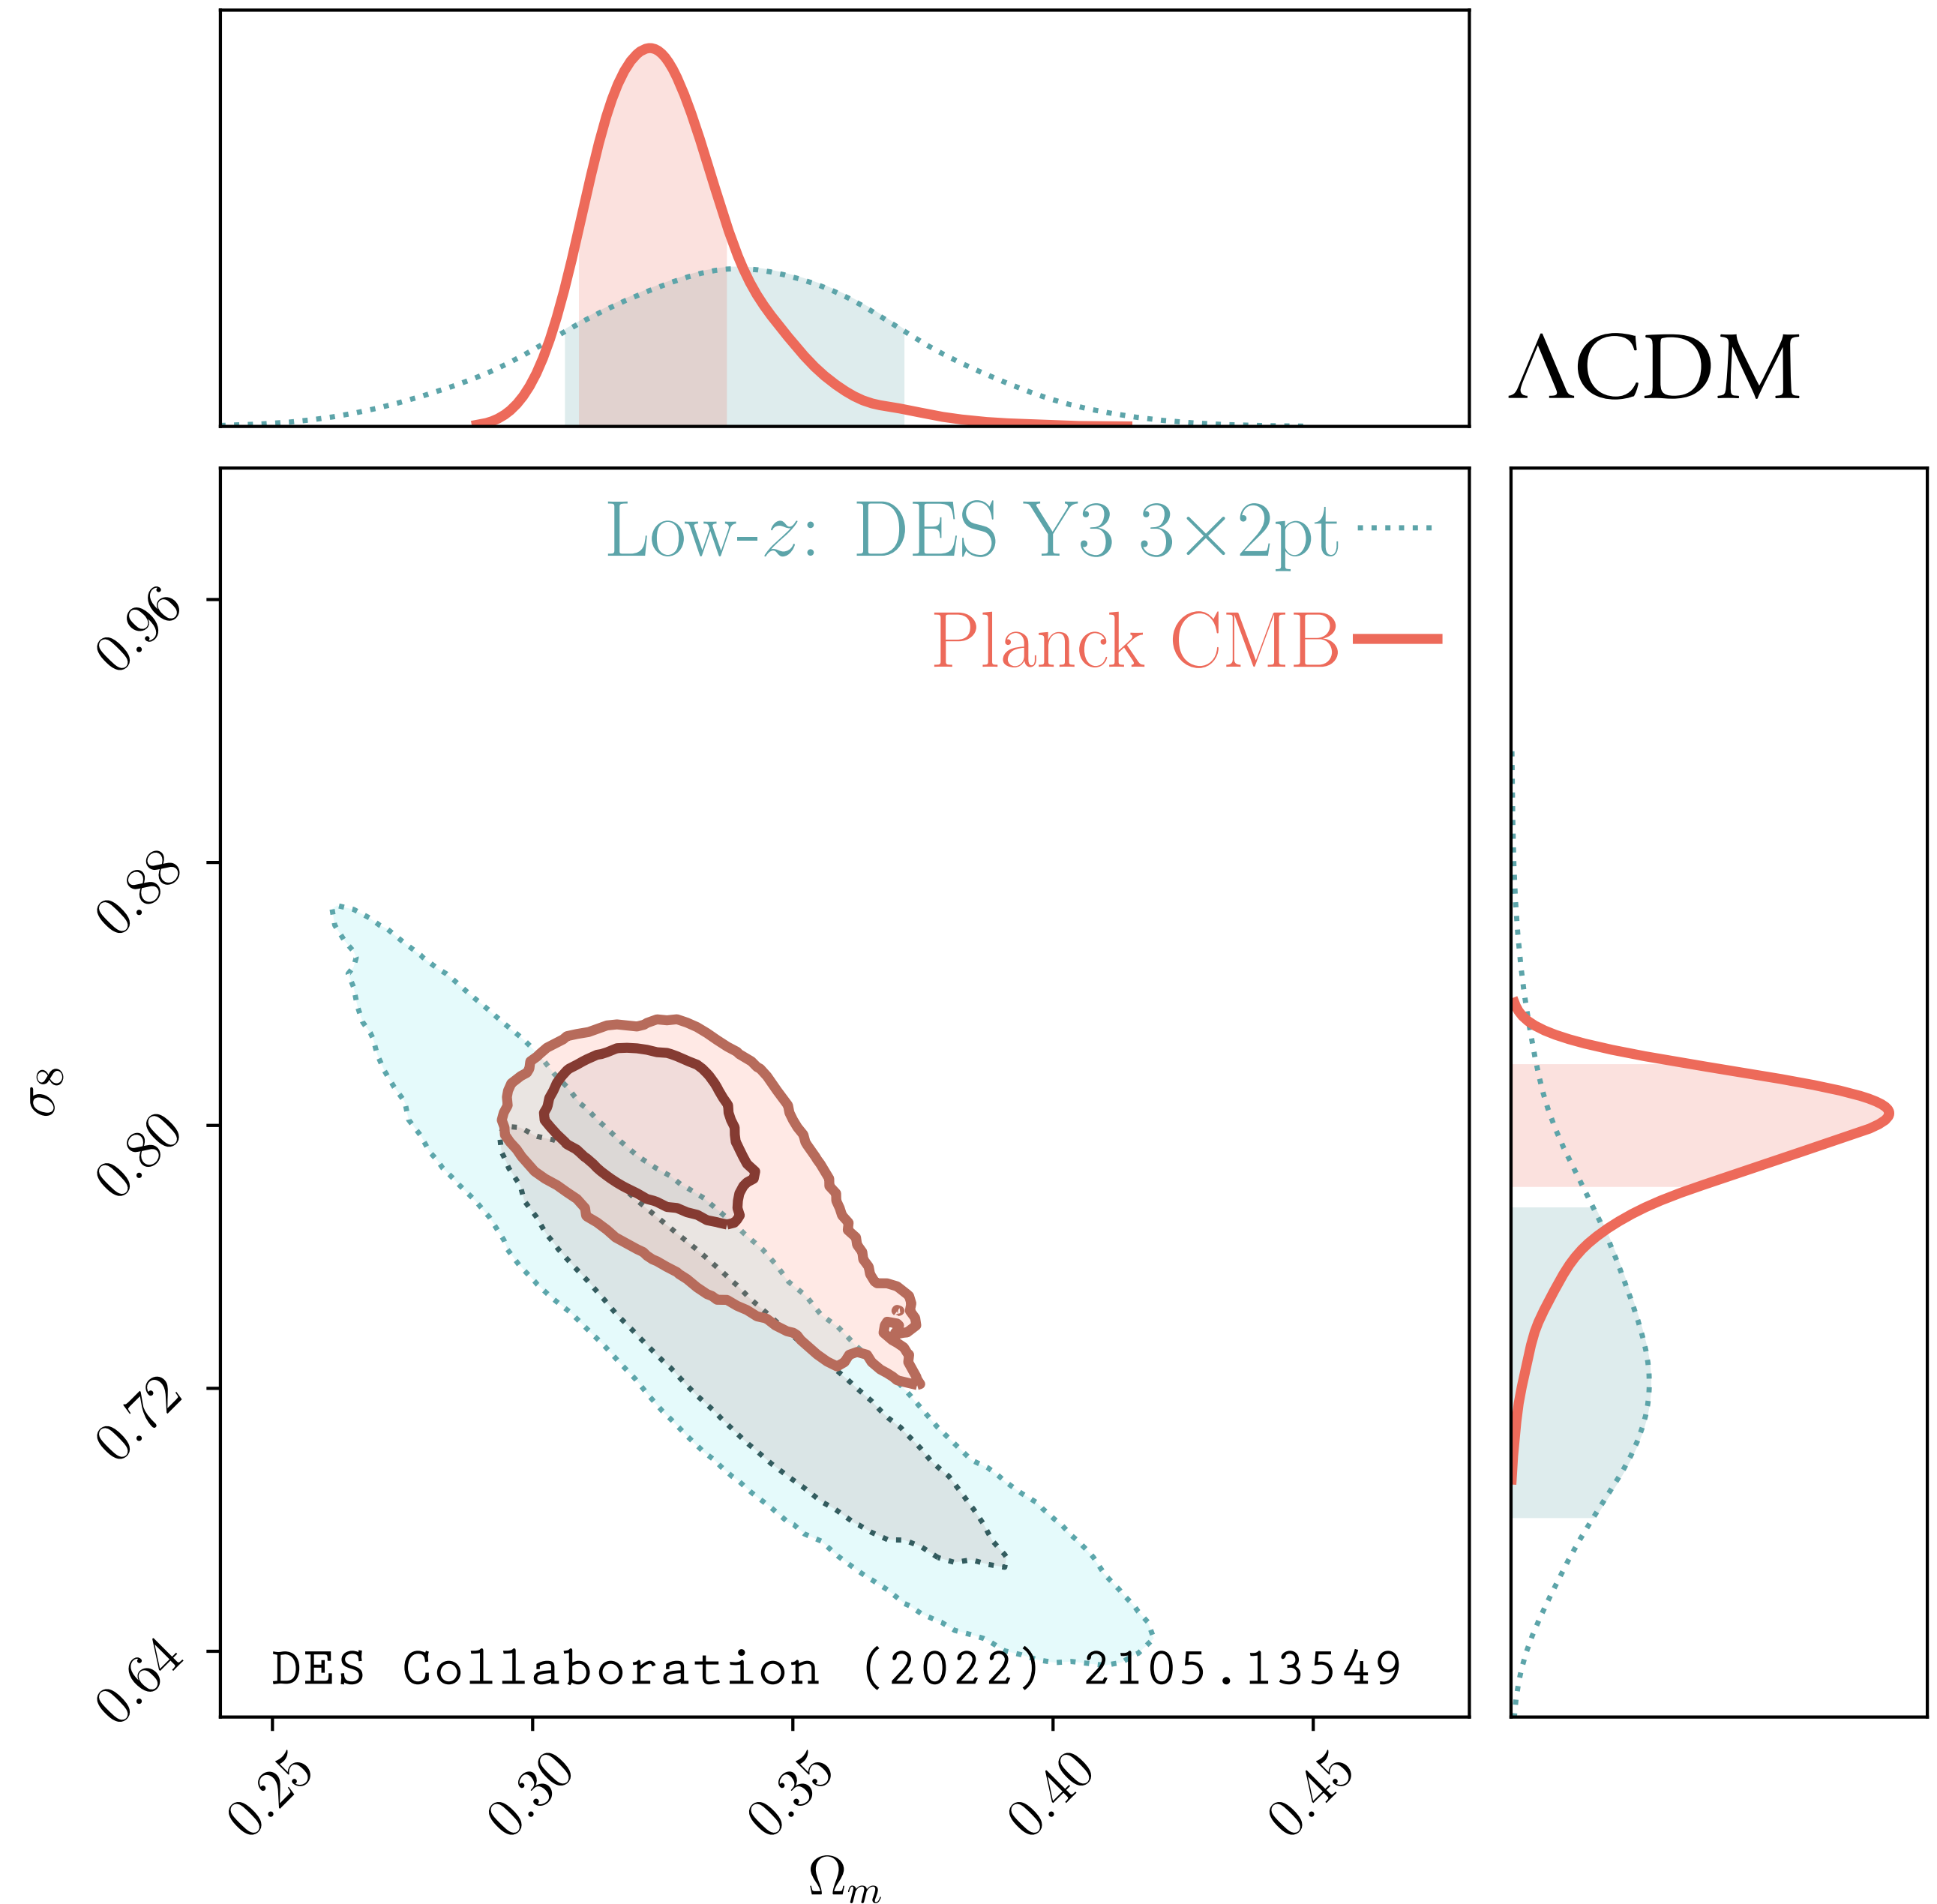 ΛCDM
Low-z: DES Y3 3×2pt
Planck CMB
0.96
0.88
0.80
0.72
0.64
σ8
DES Collaboration (2022) 2105.13549
0.25
0.30
0.35
0.40
0.45
Ωm